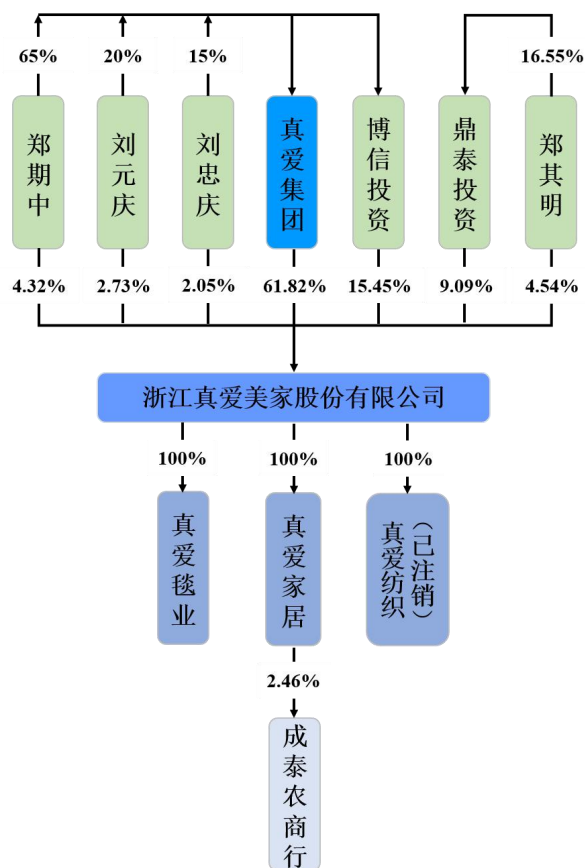 65%
20%
15%
16.55%
郑期中
刘元庆
刘忠庆
真爱集团
博信投资
鼎泰投资
郑其明
4.32%
2.73%
2.05%
61.82%
15.45%
9.09%
4.54%
浙江真爱美家股份有限公司
100%
100%
100%
真爱毯业
真爱家居
真爱纺织
（已注销）
2.46%
成泰农商行